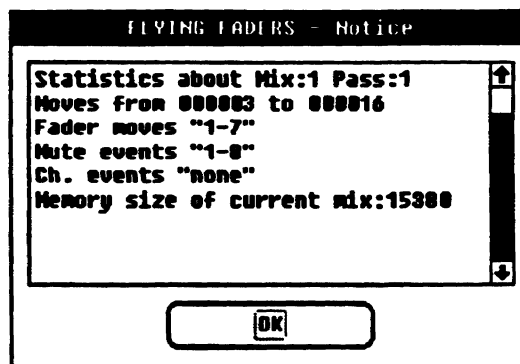 FLYING FADERS - Notice
Statistics about Mix:1 Pass:1
Moves from 000003 to 000016
Fader moves "1-7"
Mute events "1-8"
Ch. events "none"
Memory size of current mix:15380
OK